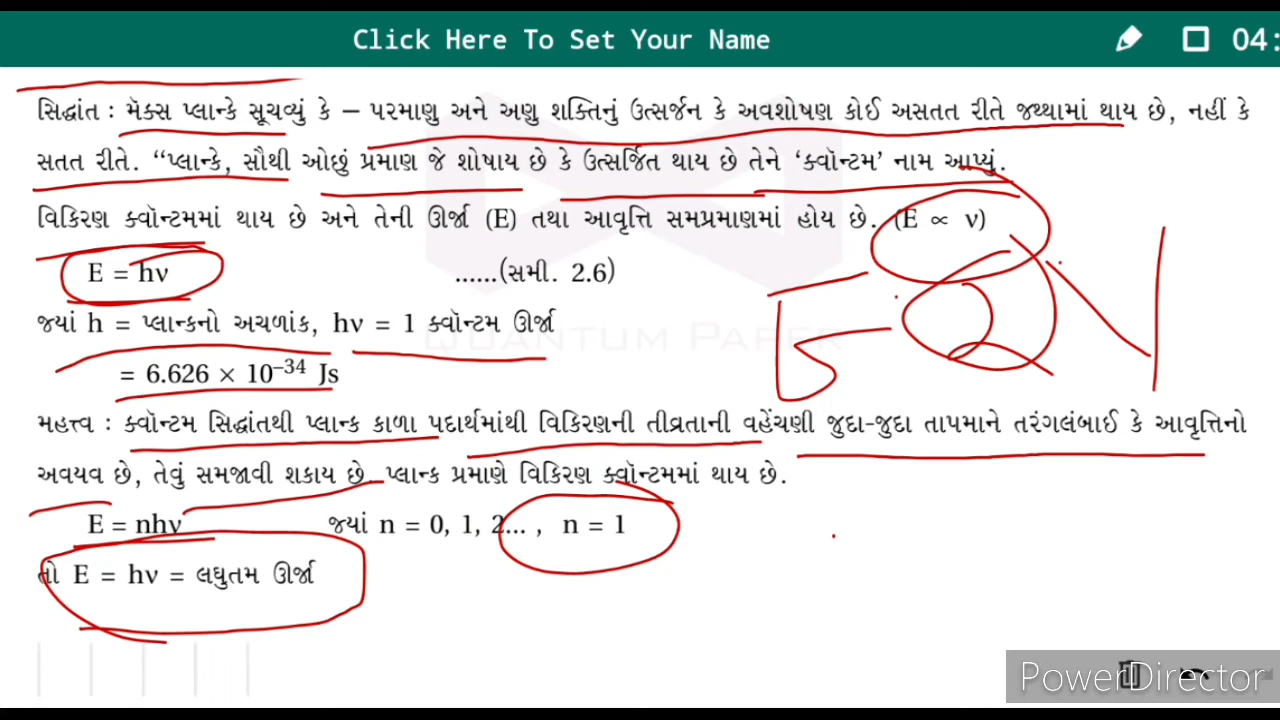 Click Here To Set Your Name
04:
સિદ્ધાંત : મૅક્સ પ્લાન્કે સૂચવ્યું કે – પરમાણુ અને અણુ શક્તિનું ઉત્સર્જન કે અવશોષણ કોઈ અસતત રીતે જથ્થામાં થાય છે, નહીં કે
સતત રીતે. “પ્લાન્કે, સૌથી ઓછું પ્રમાણ જે શોષાય છે કે ઉત્સર્જિત થાય છે તેને ‘ક્વૉન્ટમ’ નામ આપ્યું.
વિકિરણ ક્વૉન્ટમમાં થાય છે અને તેની ઊર્જા (E) તથા આવૃત્તિ સમપ્રમાણમાં હોય છે. (E ∝ ν)
E = hν ......(સમી. 2.6)
જ્યાં h = પ્લાન્કનો અચળાંક, hν = 1 ક્વૉન્ટમ ઊર્જા
QUANTUM PAPER
= 6.626 × 10⁻³⁴ Js
મહત્ત્વ : ક્વૉન્ટમ સિદ્ધાંતથી પ્લાન્ક કાળા પદાર્થમાંથી વિકિરણની તીવ્રતાની વહેંચણી જુદા-જુદા તાપમાને તરંગલંબાઈ કે આવૃત્તિનો
અવયવ છે, તેવું સમજાવી શકાય છે. પ્લાન્ક પ્રમાણે વિકિરણ ક્વૉન્ટમમાં થાય છે.
E = nhν જ્યાં n = 0, 1, 2... , n = 1
તો E = hν = લઘુતમ ઊર્જા
PowerDirector